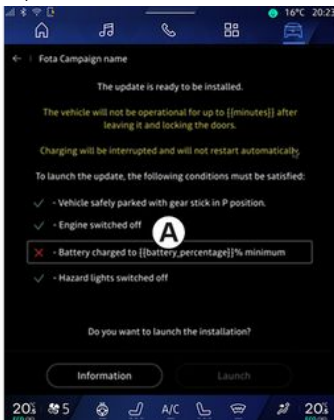 16°C 20:23
Fota Campaign name
The update is ready to be installed.
The vehicle will not be operational for up to {{minutes}} after
leaving it and locking the doors.
Charging will be interrupted and will not restart automatically.
To launch the update, the following conditions must be satisfied:
- Vehicle safely parked with gear stick in P position.
- Engine switched off
A
- Battery charged to {{battery_percentage}}% minimum
- Hazard lights switched off
Do you want to launch the installation?
Information
Launch
5
A/C